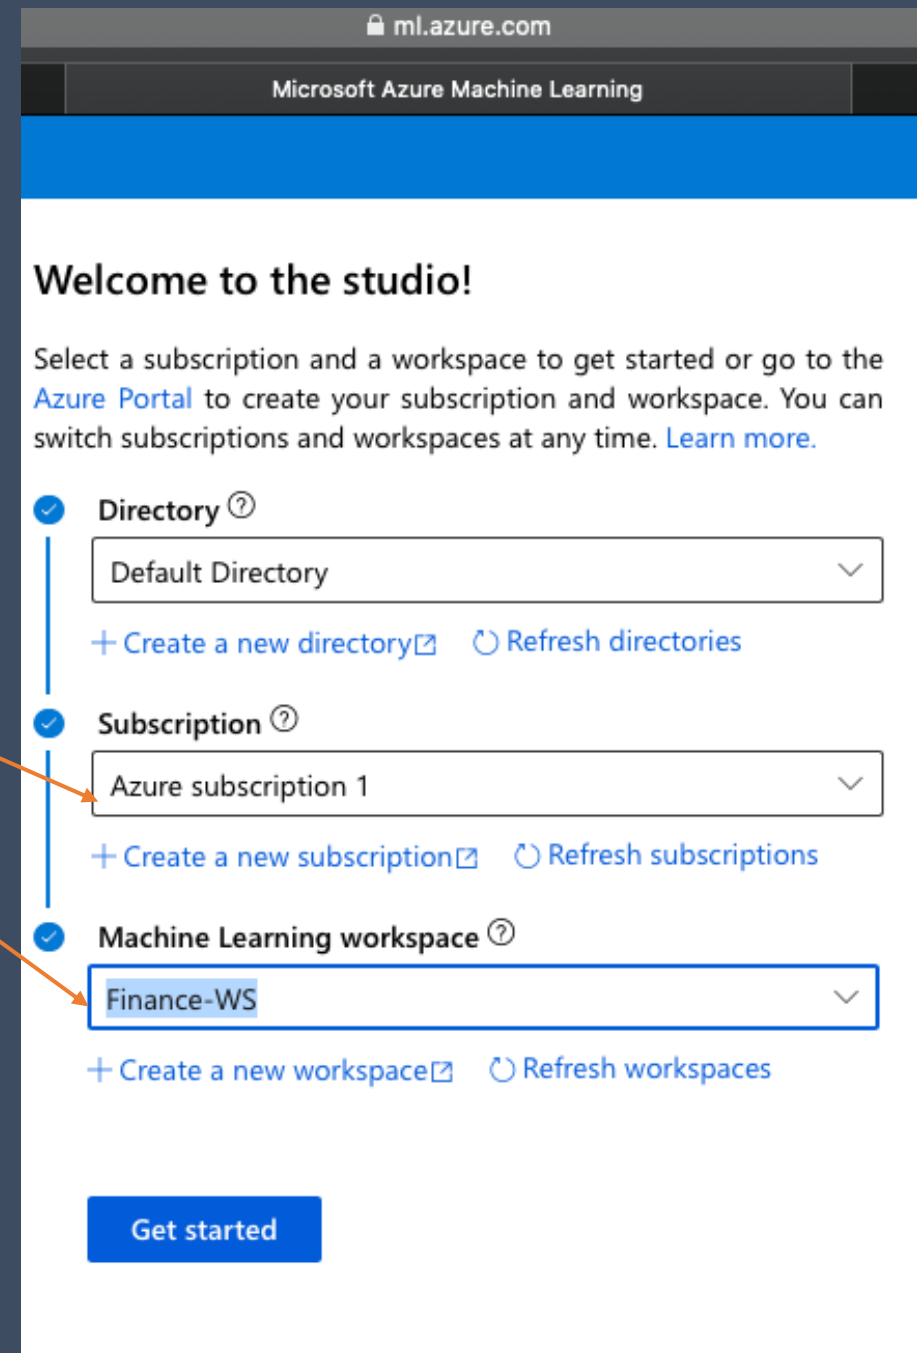 ml.azure.com
Microsoft Azure Machine Learning
Welcome to the studio!
Select a subscription and a workspace to get started or go to the
Azure Portal to create your subscription and workspace. You can
switch subscriptions and workspaces at any time. Learn more.
Directory
Default Directory
Create a new directory Refresh directories
Subscription
Azure subscription 1
Create a new subscription Refresh subscriptions
Machine Learning workspace
Finance-WS
Create a new workspace Refresh workspaces
Get started